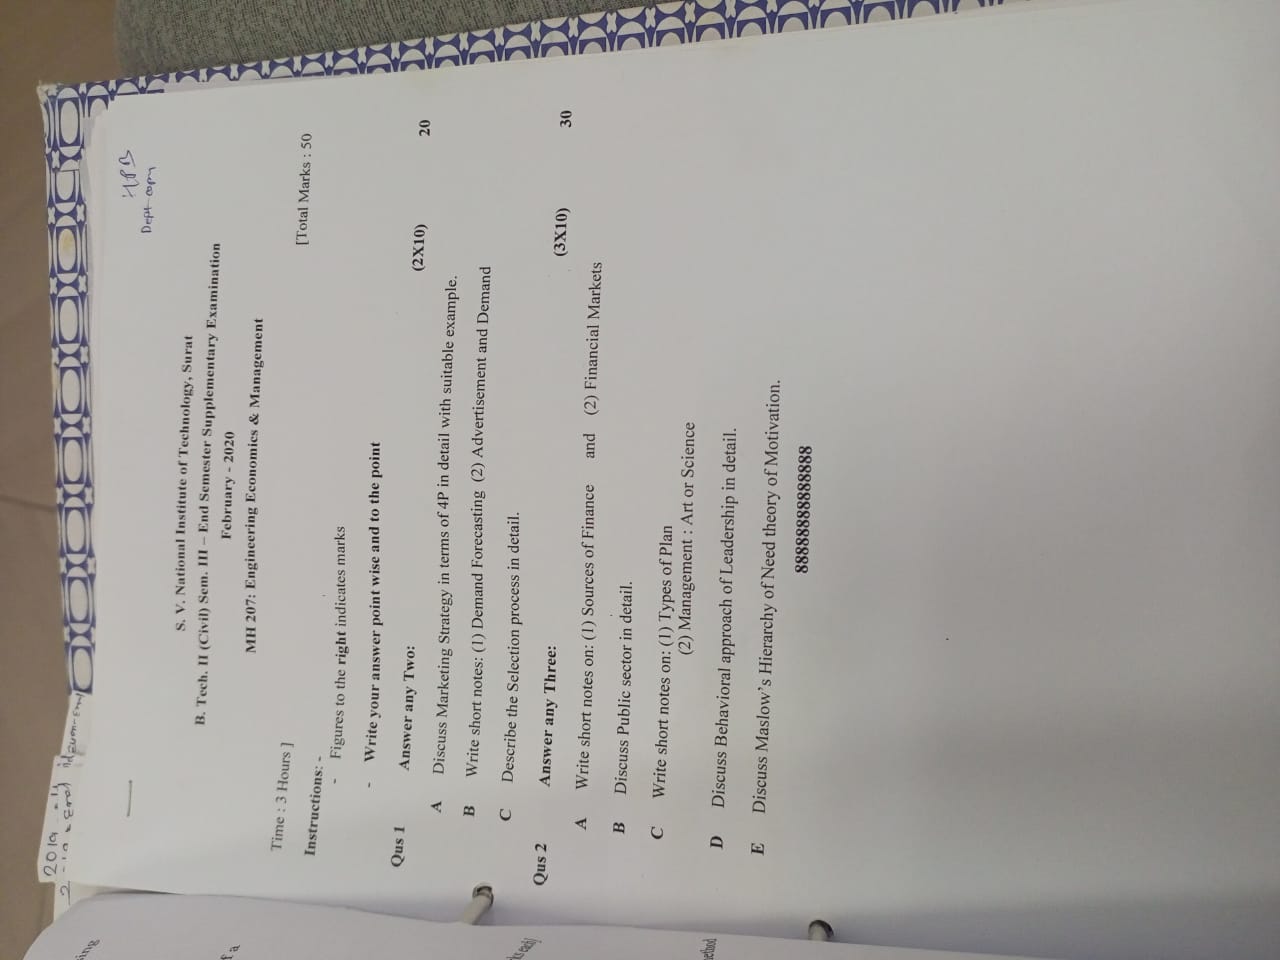 HPB
Dept-copy
S. V. National Institute of Technology, Surat
B. Tech. II (Civil) Sem. III – End Semester Supplementary Examination
February - 2020
MH 207: Engineering Economics & Management
Time : 3 Hours ] [Total Marks : 50
Instructions: -
- Figures to the right indicates marks
- Write your answer point wise and to the point
Qus 1 Answer any Two: (2X10) 20
A Discuss Marketing Strategy in terms of 4P in detail with suitable example.
B Write short notes: (1) Demand Forecasting (2) Advertisement and Demand
C Describe the Selection process in detail.
Qus 2 Answer any Three: (3X10) 30
A Write short notes on: (1) Sources of Finance and (2) Financial Markets
B Discuss Public sector in detail.
C Write short notes on: (1) Types of Plan
(2) Management : Art or Science
D Discuss Behavioral approach of Leadership in detail.
E Discuss Maslow's Hierarchy of Need theory of Motivation.
88888888888888
2019